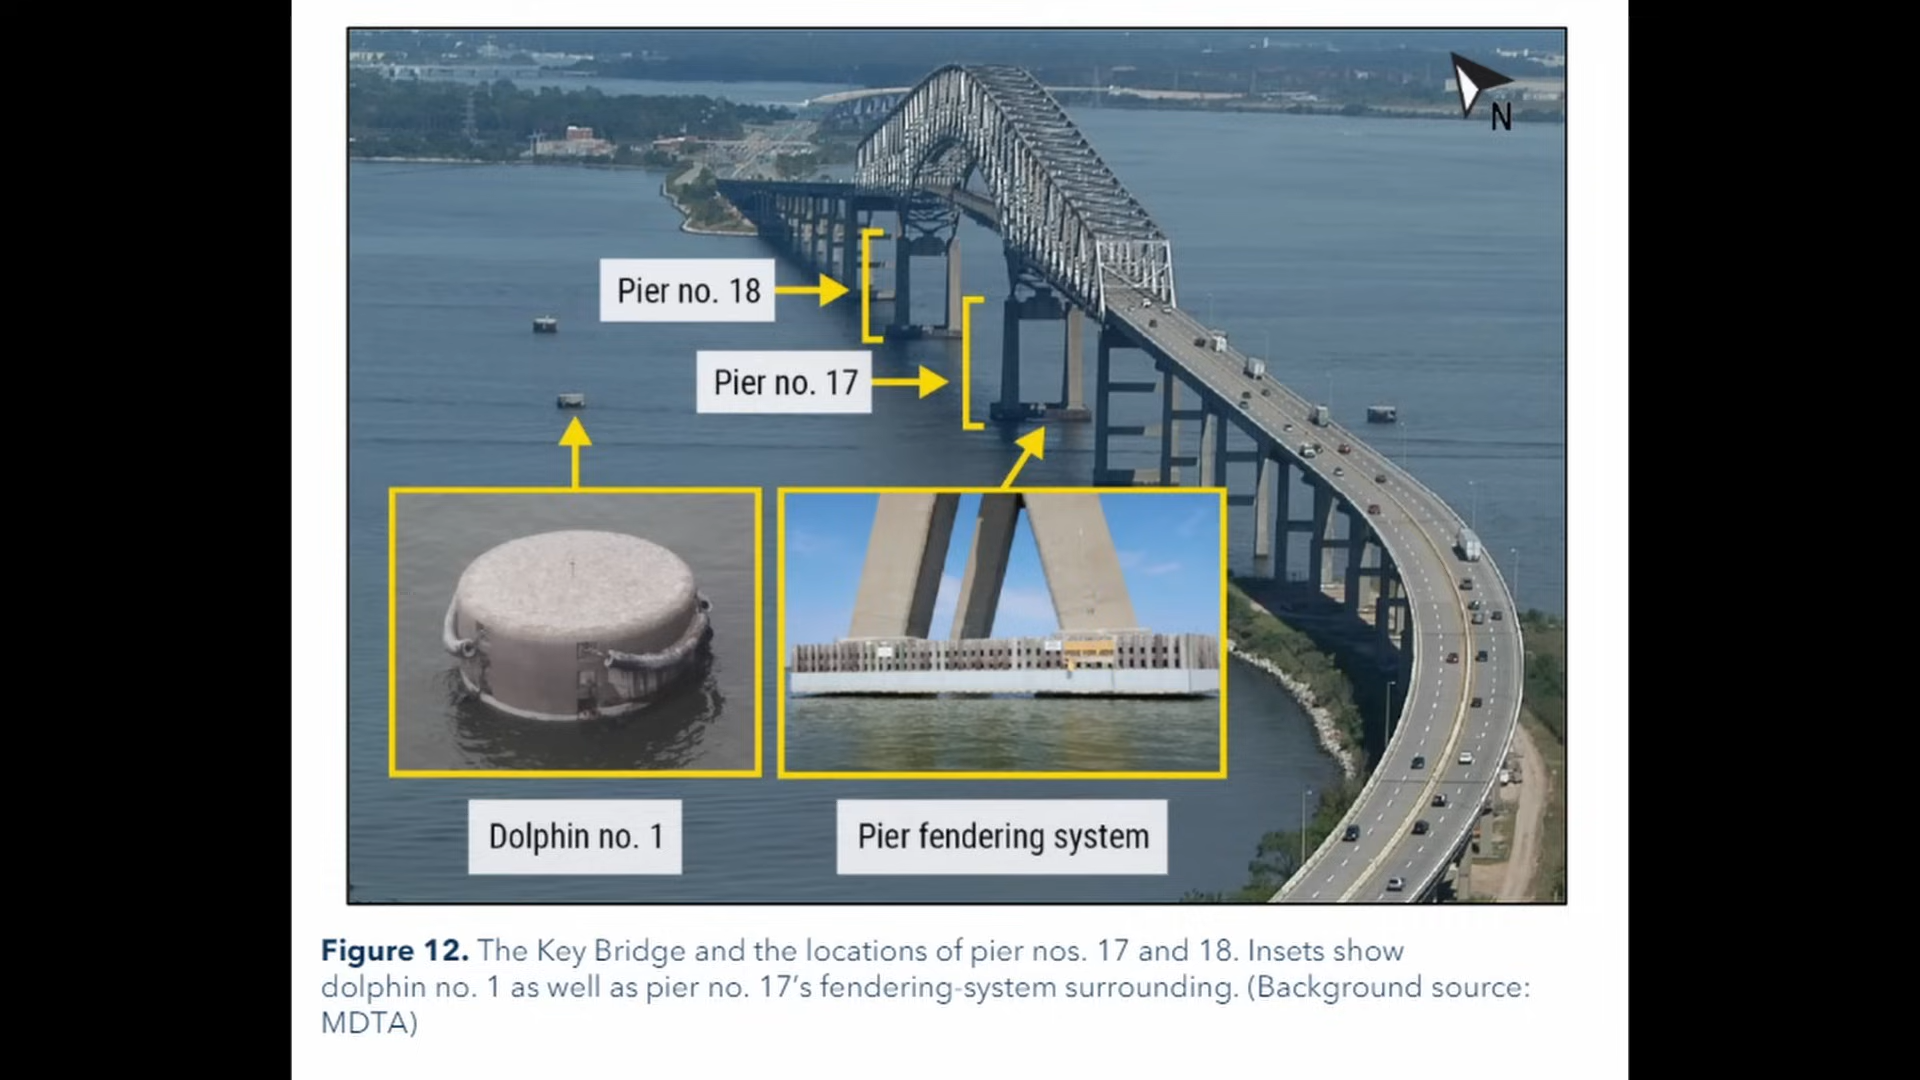 N
Pier no. 18
Pier no. 17
Dolphin no. 1
Pier fendering system
Figure 12. The Key Bridge and the locations of pier nos. 17 and 18. Insets show
dolphin no. 1 as well as pier no. 17's fendering-system surrounding. (Background source:
MDTA)